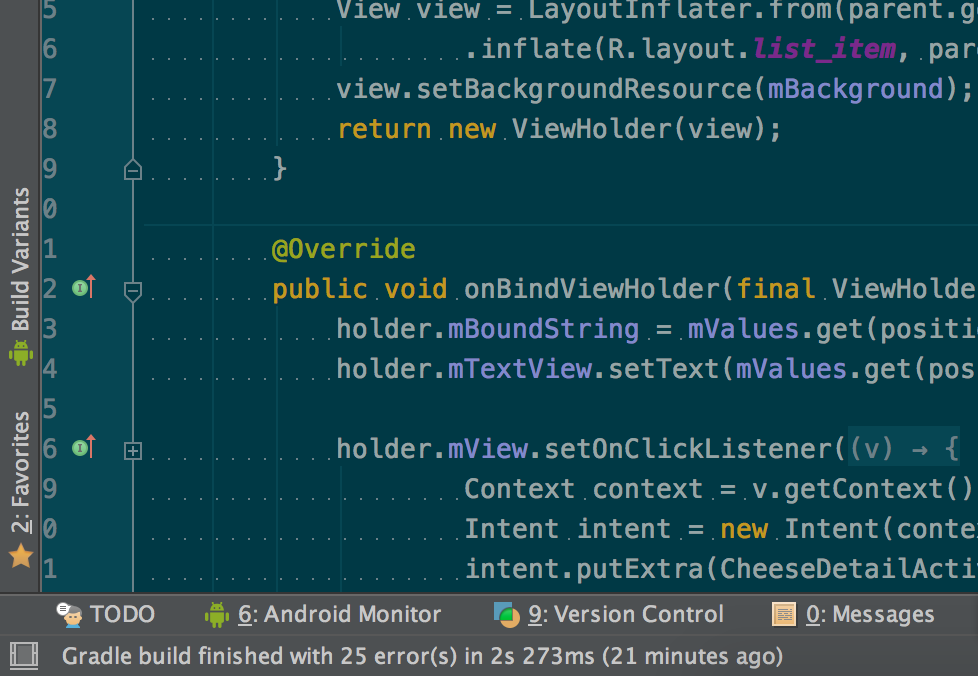 5 View view = LayoutInflater.from(parent.ge
6 .inflate(R.layout.list_item, pare
7 view.setBackgroundResource(mBackground);
8 return new ViewHolder(view);
9 }
0
1 @Override
2 public void onBindViewHolder(final ViewHolde
3 holder.mBoundString = mValues.get(positi
4 holder.mTextView.setText(mValues.get(pos
5
6 holder.mView.setOnClickListener((v) → {
9 Context context = v.getContext()
0 Intent intent = new Intent(conte
1 intent.putExtra(CheeseDetailActi
Build Variants
2: Favorites
TODO 6: Android Monitor 9: Version Control 0: Messages
Gradle build finished with 25 error(s) in 2s 273ms (21 minutes ago)